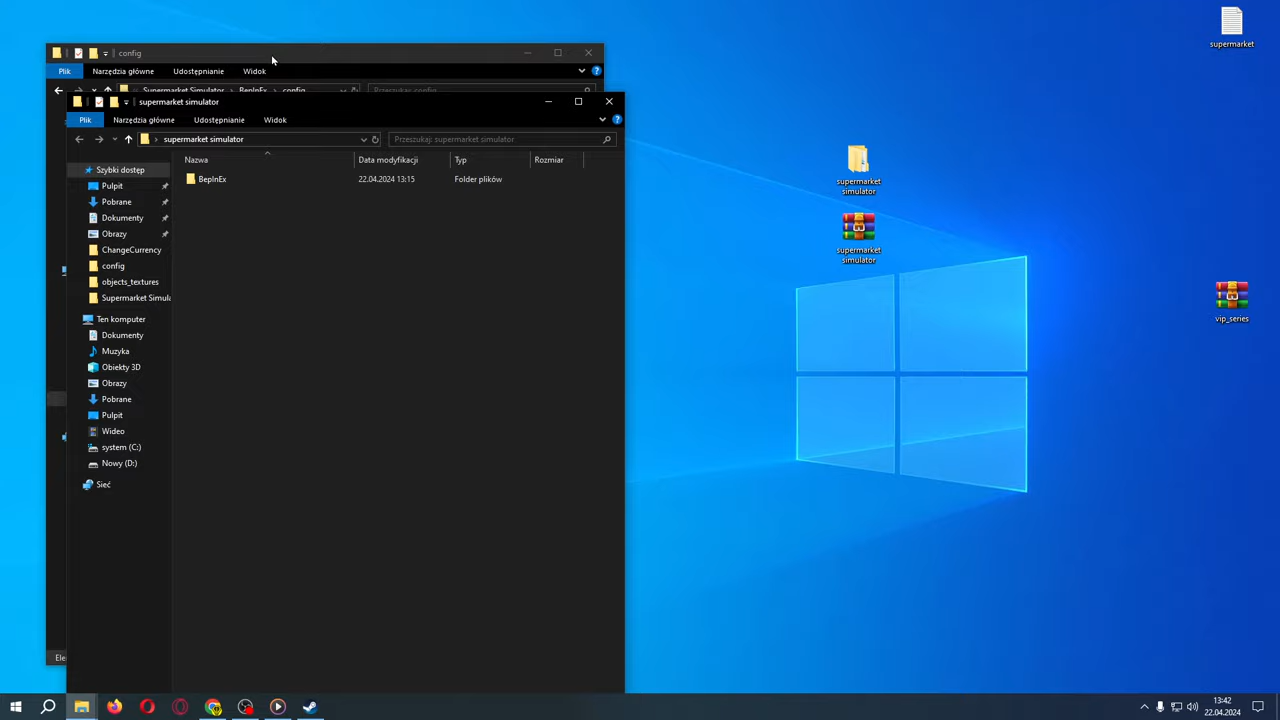 config
Plik
Narzędzia główne
Udostępnianie
Widok
Supermarket Simulator
BepInEx
config
Przeszukaj: config
supermarket simulator
Plik
Narzędzia główne
Udostępnianie
Widok
supermarket simulator
Przeszukaj: supermarket simulator
Nazwa
Data modyfikacji
Typ
Rozmiar
BepInEx
22.04.2024 13:15
Folder plików
Szybki dostęp
Pulpit
Pobrane
Dokumenty
Obrazy
ChangeCurrency
config
objects_textures
Supermarket Simula
Ten komputer
Dokumenty
Muzyka
Obiekty 3D
Obrazy
Pobrane
Pulpit
Wideo
system (C:)
Nowy (D:)
Sieć
Ele
supermarket
supermarket
simulator
supermarket
simulator
vip_series
13:42
22.04.2024